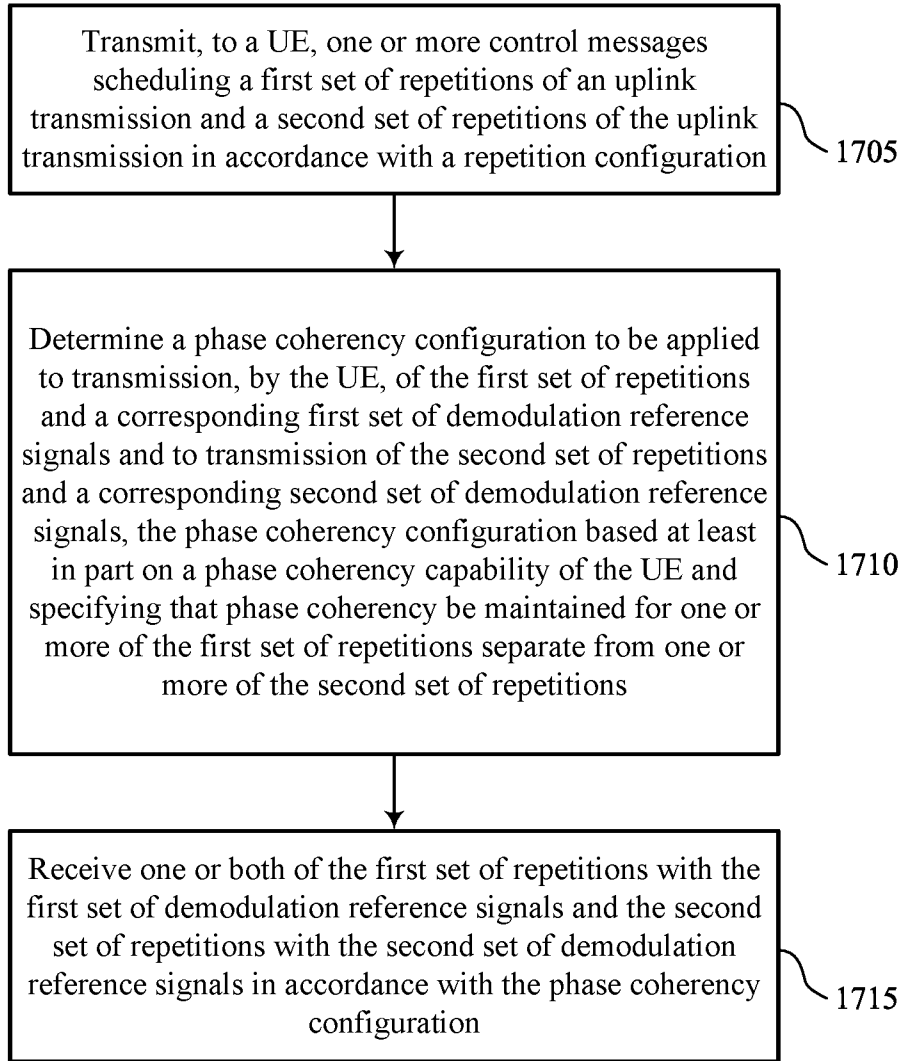 Transmit, to a UE, one or more control messages
scheduling a first set of repetitions of an uplink
transmission and a second set of repetitions of the uplink
transmission in accordance with a repetition configuration
1705
Determine a phase coherency configuration to be applied
to transmission, by the UE, of the first set of repetitions
and a corresponding first set of demodulation reference
signals and to transmission of the second set of repetitions
and a corresponding second set of demodulation reference
signals, the phase coherency configuration based at least
in part on a phase coherency capability of the UE and
specifying that phase coherency be maintained for one or
more of the first set of repetitions separate from one or
more of the second set of repetitions
1710
Receive one or both of the first set of repetitions with the
first set of demodulation reference signals and the second
set of repetitions with the second set of demodulation
reference signals in accordance with the phase coherency
configuration
1715